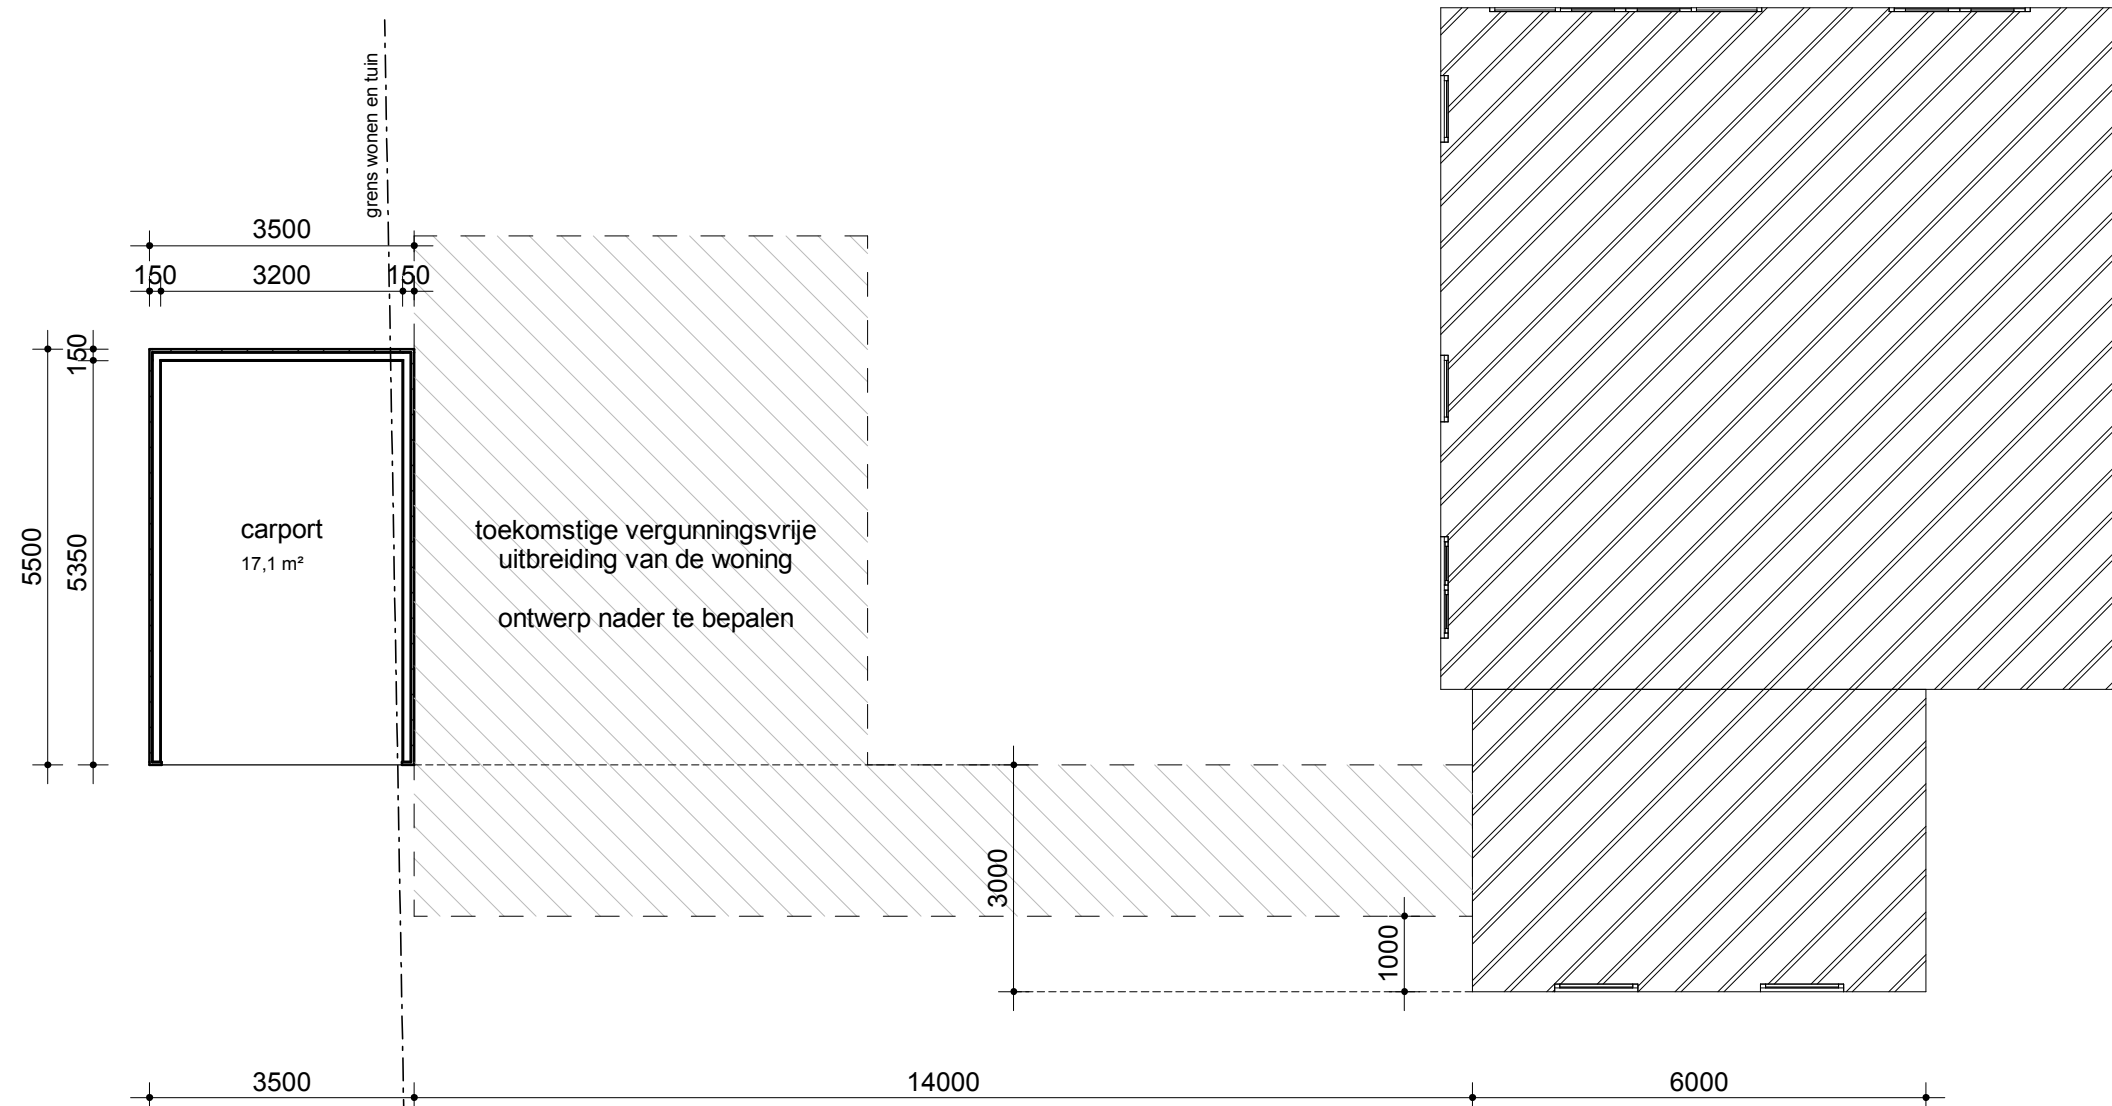 grens wonen en tuin
3500
150
3200
150
150
5500
5350
carport
17,1 m²
toekomstige vergunningsvrije
uitbreiding van de woning
ontwerp nader te bepalen
3000
1000
3500
14000
6000